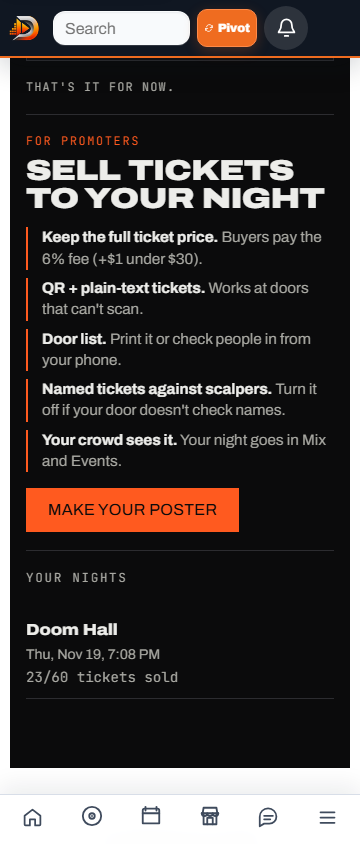 Search
Pivot
THAT'S IT FOR NOW.
FOR PROMOTERS
SELL TICKETS
TO YOUR NIGHT
Keep the full ticket price. Buyers pay the
6% fee (+$1 under $30).
QR + plain-text tickets. Works at doors
that can't scan.
Door list. Print it or check people in from
your phone.
Named tickets against scalpers. Turn it
off if your door doesn't check names.
Your crowd sees it. Your night goes in Mix
and Events.
MAKE YOUR POSTER
YOUR NIGHTS
Doom Hall
Thu, Nov 19, 7:08 PM
23/60 tickets sold